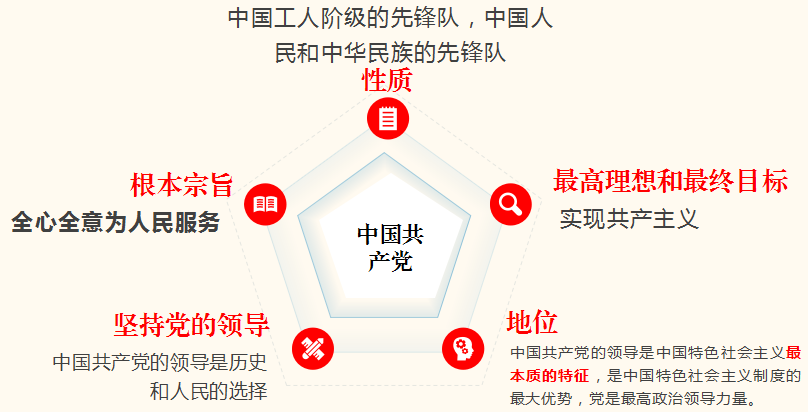 中国工人阶级的先锋队，中国人
民和中华民族的先锋队
性质
根本宗旨
全心全意为人民服务
最高理想和最终目标
实现共产主义
中国共
产党
坚持党的领导
中国共产党的领导是历史
和人民的选择
地位
中国共产党的领导是中国特色社会主义最
本质的特征，是中国特色社会主义制度的
最大优势，党是最高政治领导力量。